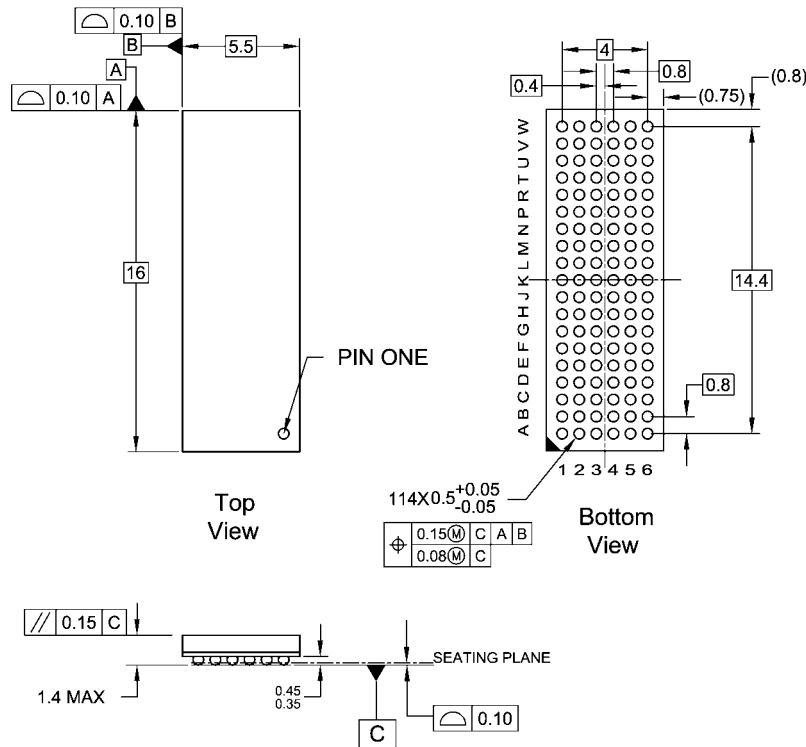 0.10 B
B
5.5
A
0.10 A
16
PIN ONE
Top
View
4
0.4
0.8
(0.8)
(0.75)
A B C D E F G H J K L M N P R T U V W
14.4
0.8
1 2 3 4 5 6
114X0.5 +0.05
-0.05
0.15Ⓜ C A B
0.08Ⓜ C
Bottom
View
// 0.15 C
1.4 MAX
0.45
0.35
SEATING PLANE
C
0.10